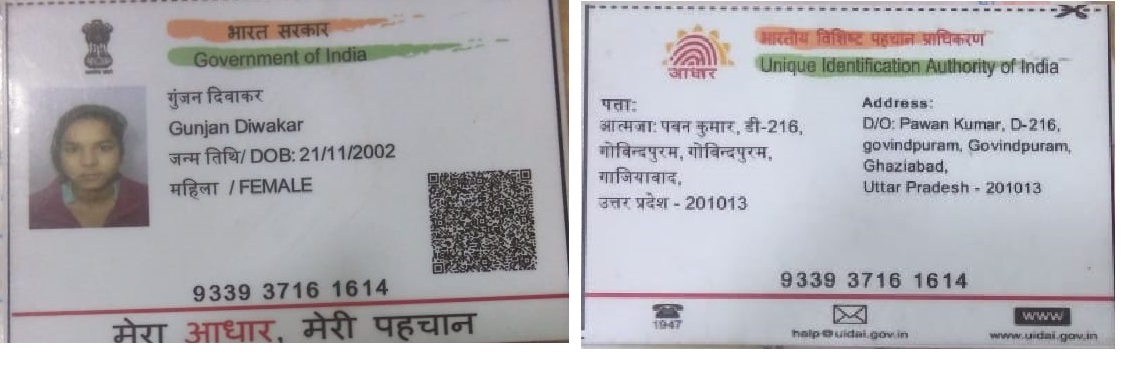 भारत सरकार
Government of India
गुंजन दिवाकर
Gunjan Diwakar
जन्म तिथि/ DOB: 21/11/2002
महिला / FEMALE
9339 3716 1614
मेरा आधार, मेरी पहचान
भारतीय विशिष्ट पहचान प्राधिकरण
Unique Identification Authority of India
आधार
पता:
आत्मजा: पवन कुमार, डी-216,
गोबिन्दपुरम, गोबिन्दपुरम,
गाजियाबाद,
उत्तर प्रदेश - 201013
Address:
D/O: Pawan Kumar, D-216,
govindpuram, Govindpuram,
Ghaziabad,
Uttar Pradesh - 201013
9339 3716 1614
1947
help@uidai.gov.in
WWW
www.uidai.gov.in